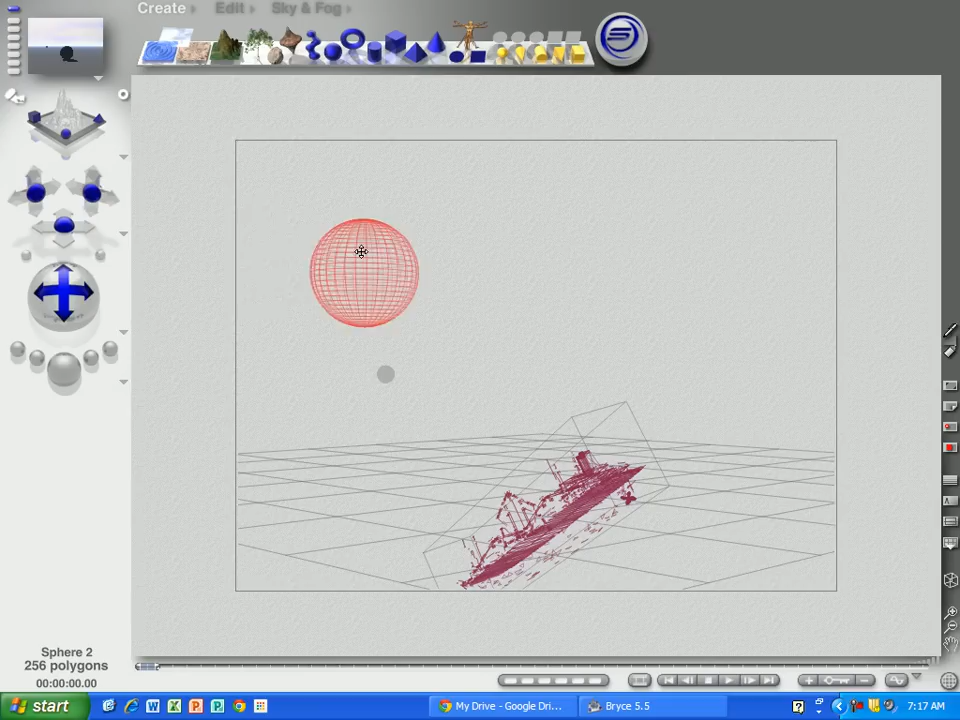 Create
Edit
Sky & Fog
Sphere 2
256 polygons
00:00:00.00
start
My Drive - Google Dri...
Bryce 5.5
7:17 AM